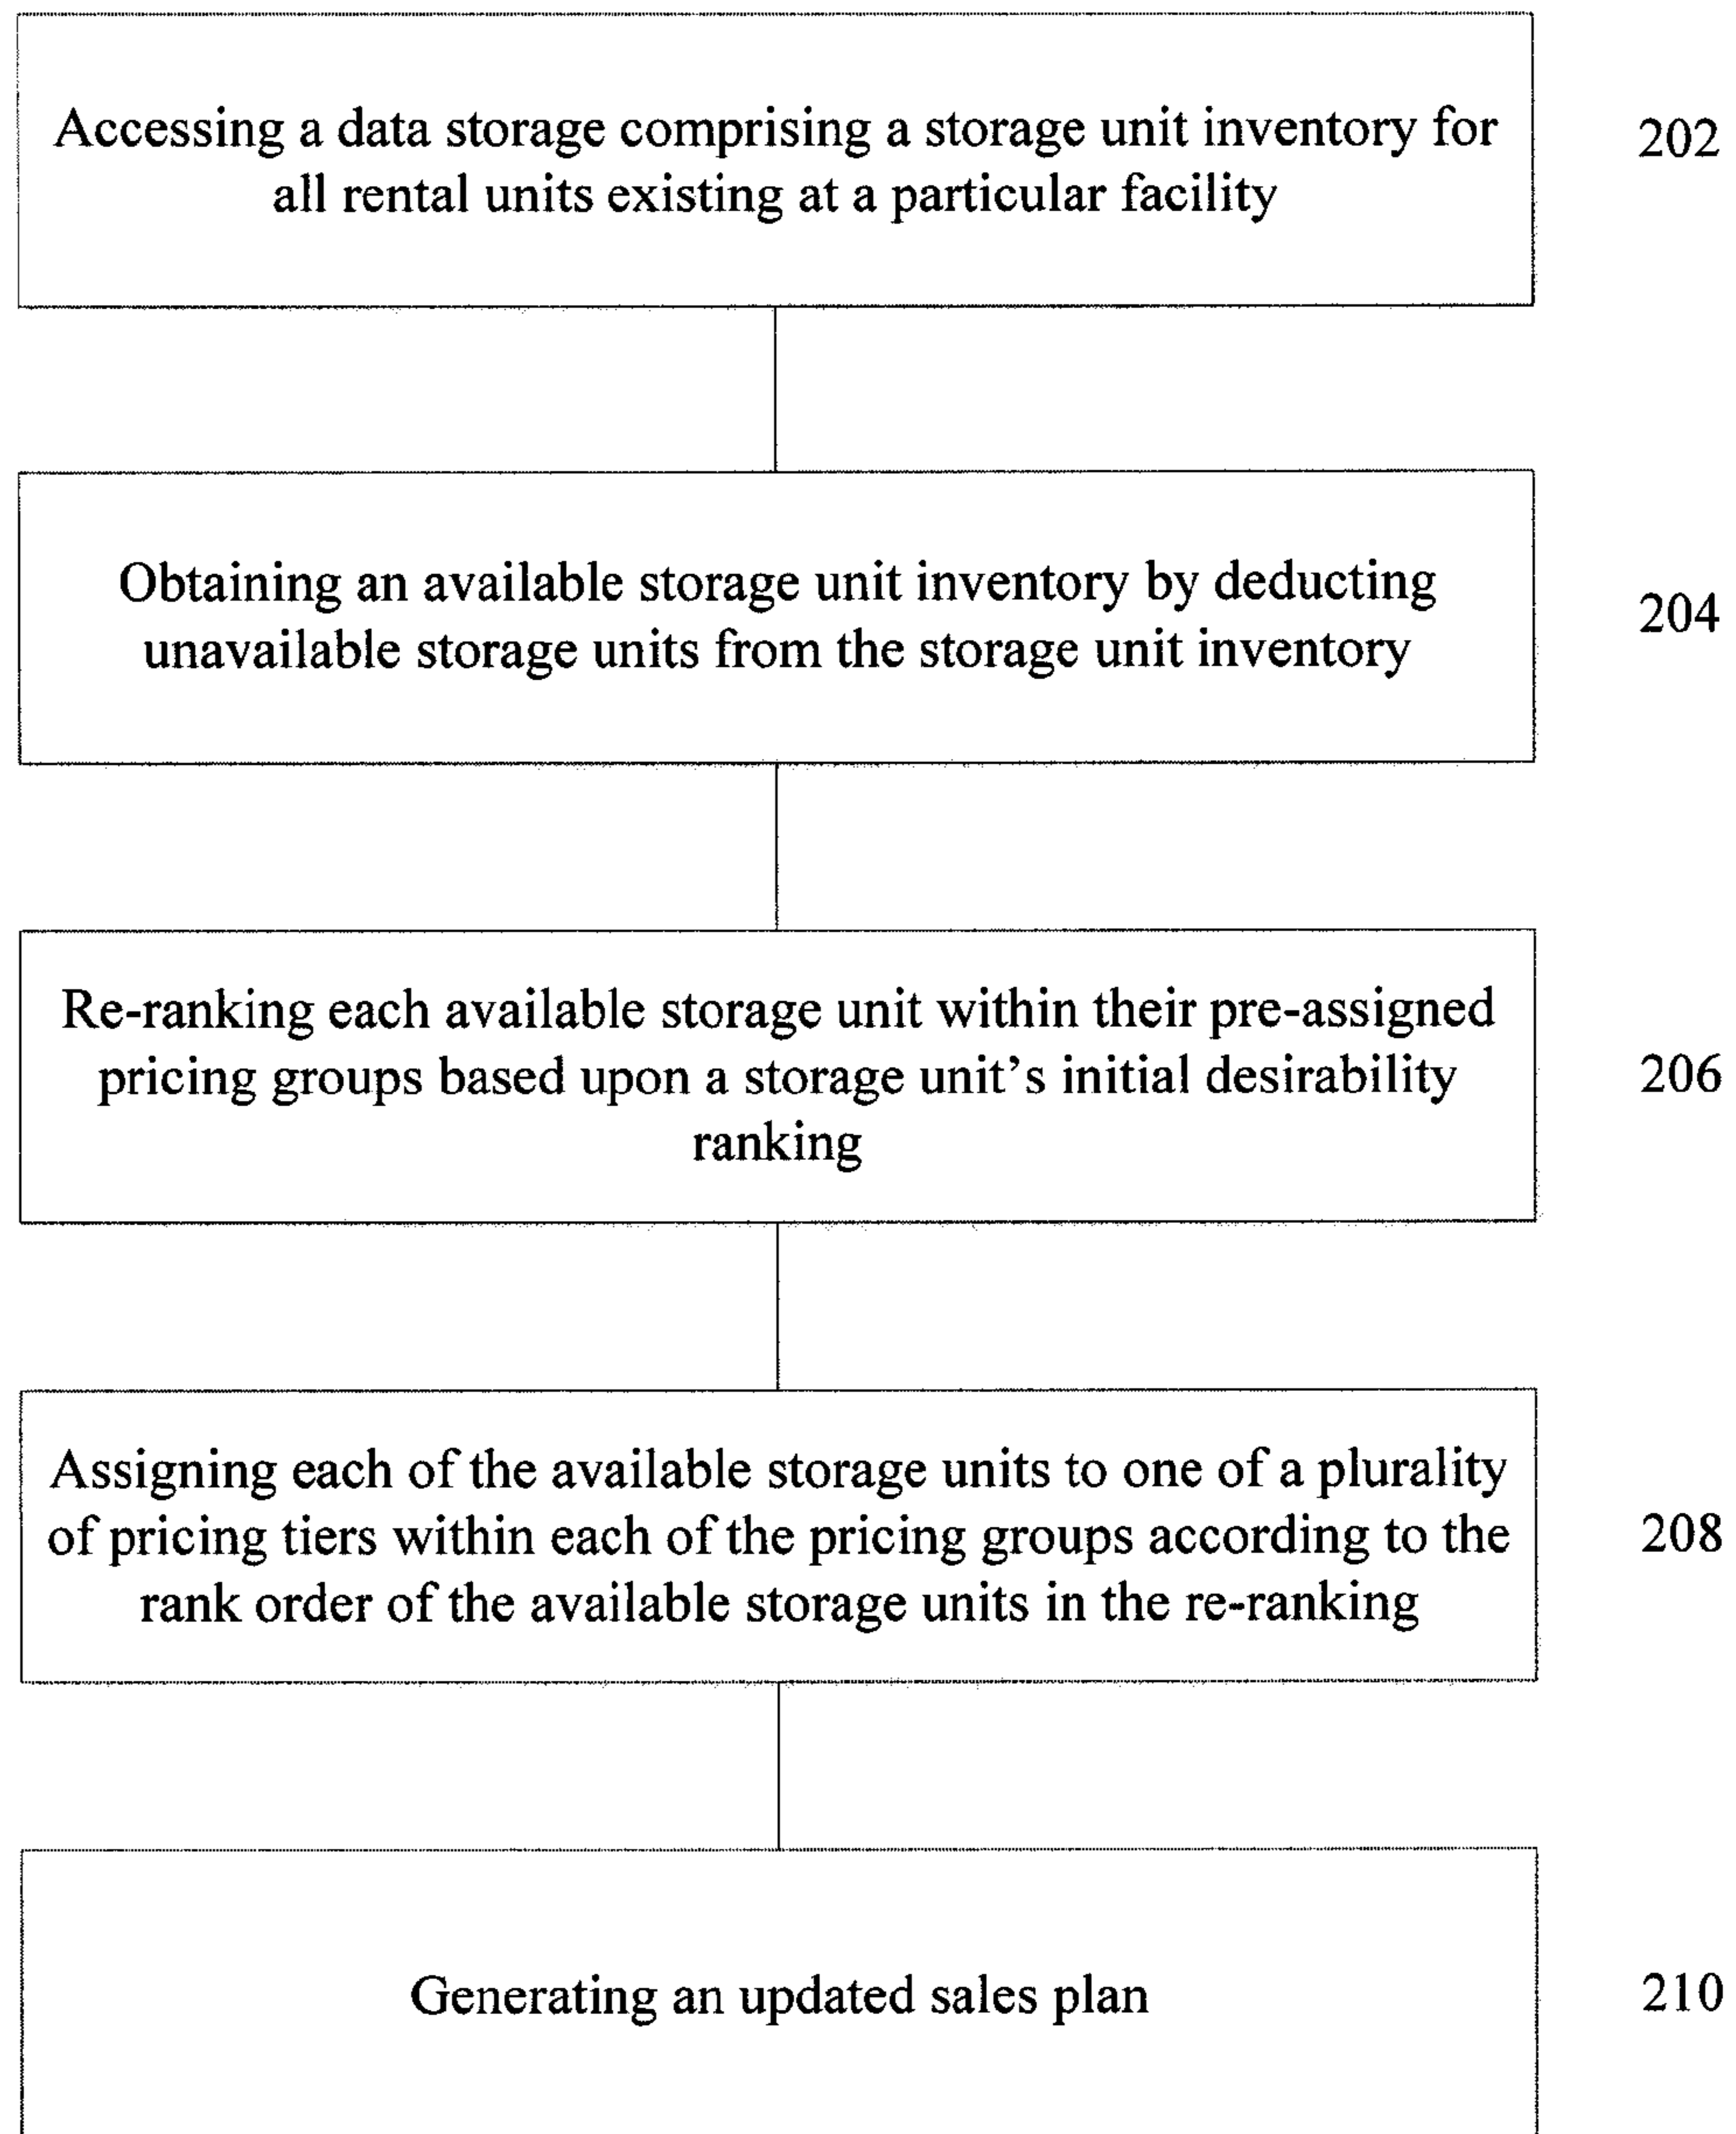 Accessing a data storage comprising a storage unit inventory for
all rental units existing at a particular facility
202
Obtaining an available storage unit inventory by deducting
unavailable storage units from the storage unit inventory
204
Re-ranking each available storage unit within their pre-assigned
pricing groups based upon a storage unit's initial desirability
ranking
206
Assigning each of the available storage units to one of a plurality
of pricing tiers within each of the pricing groups according to the
rank order of the available storage units in the re-ranking
208
Generating an updated sales plan
210